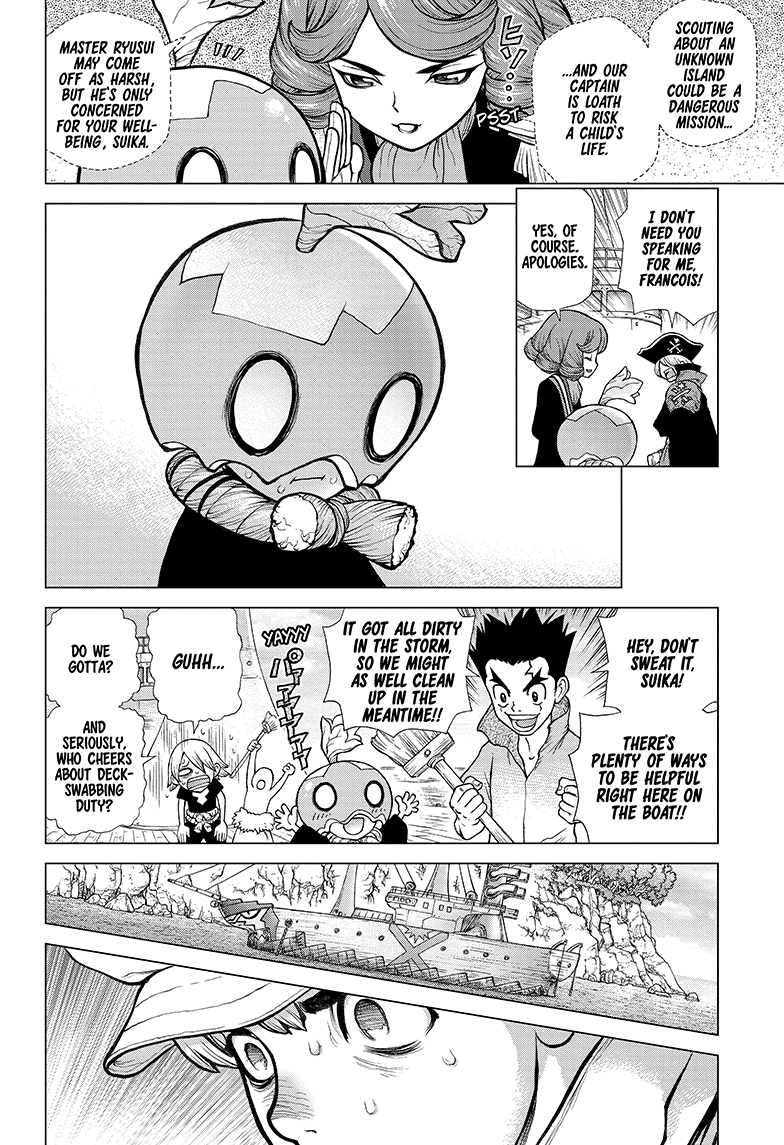 SCOUTING
ABOUT AN
UNKNOWN
ISLAND
COULD BE A
DANGEROUS
MISSION...
...AND OUR
CAPTAIN
IS LOATH
TO RISK
A CHILD'S
LIFE.
ヒソ...
PSST
MASTER RYUSUI
MAY COME
OFF AS HARSH,
BUT HE'S ONLY
CONCERNED
FOR YOUR WELL-
BEING, SUIKA.
I DON'T
NEED YOU
SPEAKING
FOR ME,
FRANCOIS!
YES, OF
COURSE.
APOLOGIES.
HEY, DON'T
SWEAT IT,
SUIKA!
THERE'S
PLENTY OF WAYS
TO BE HELPFUL
RIGHT HERE ON
THE BOAT!!
IT GOT ALL DIRTY
IN THE STORM,
SO WE MIGHT
AS WELL CLEAN
UP IN THE
MEANTIME!!
YAYYY
GUHH...
DO WE
GOTTA?
AND
SERIOUSLY,
WHO CHEERS
ABOUT DECK-
SWABBING
DUTY?